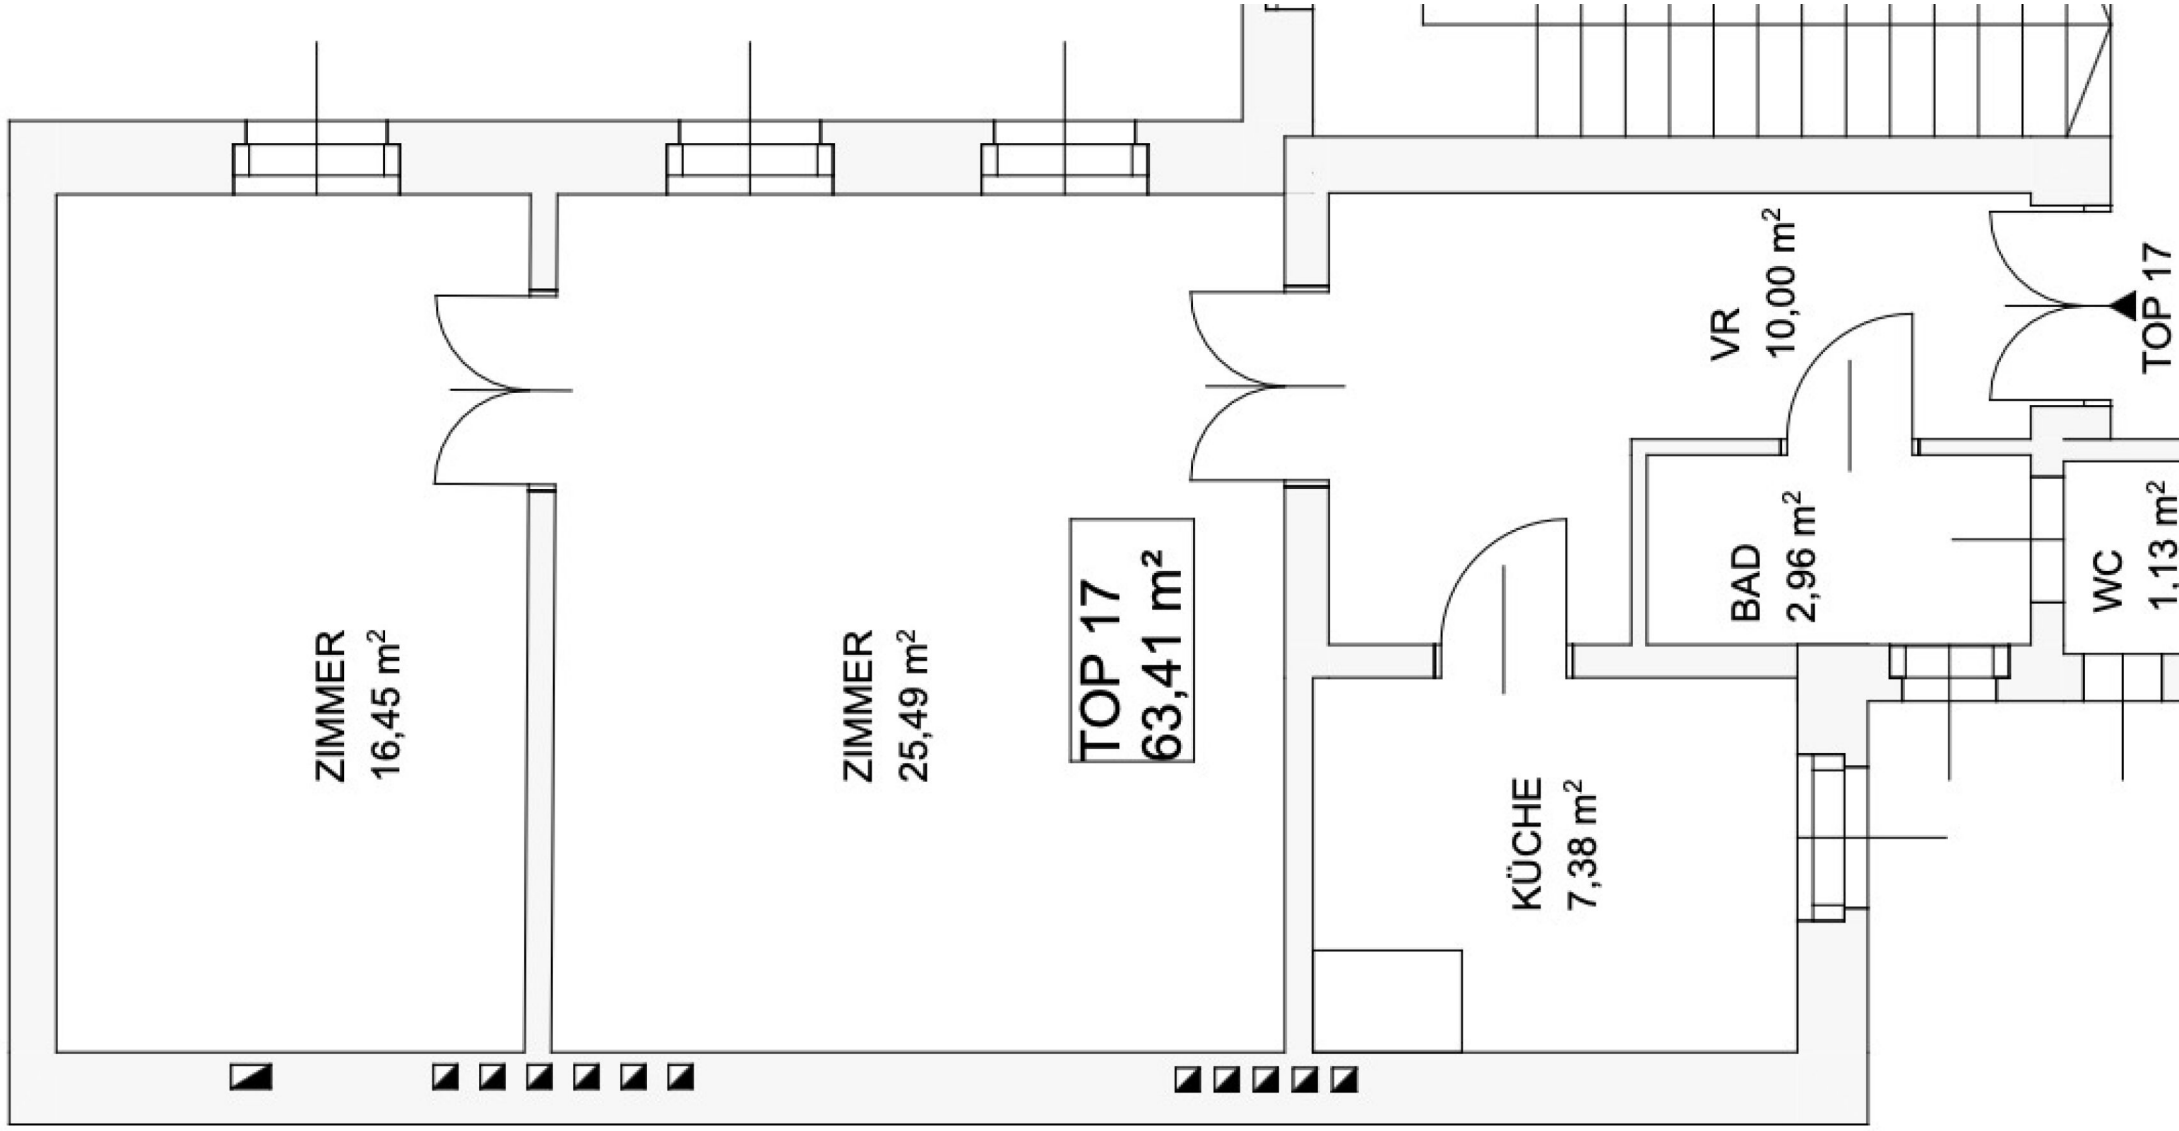 ZIMMER
16,45 m²
ZIMMER
25,49 m²
TOP 17
63,41 m²
KÜCHE
7,38 m²
VR
10,00 m²
BAD
2,96 m²
WC
1,13 m²
TOP 17